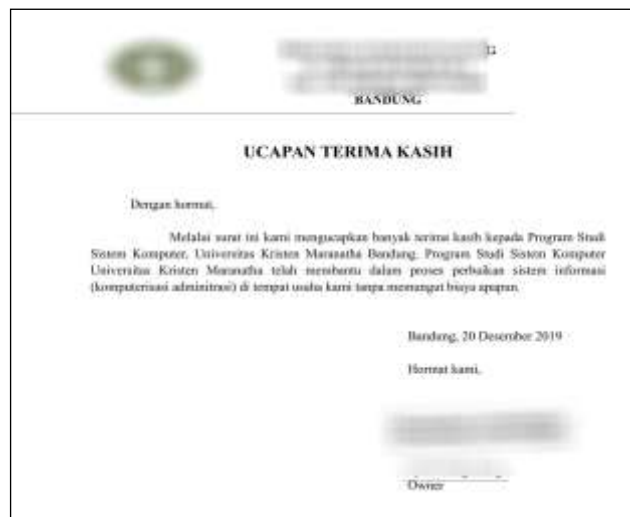 BANDUNG
UCAPAN TERIMA KASIH
Dengan hormat,
Melalui surat ini kami mengucapkan banyak terima kasih kepada Program Studi
Sistem Komputer, Universitas Kristen Maranatha Bandung. Program Studi Sistem Komputer
Universitas Kristen Maranatha telah membantu dalam proses perbaikan sistem informasi
(komputerisasi adminitrasi) di tempat usaha kami tanpa memungut biaya apapun.
Bandung, 20 Desember 2019
Hormat kami,
Owner